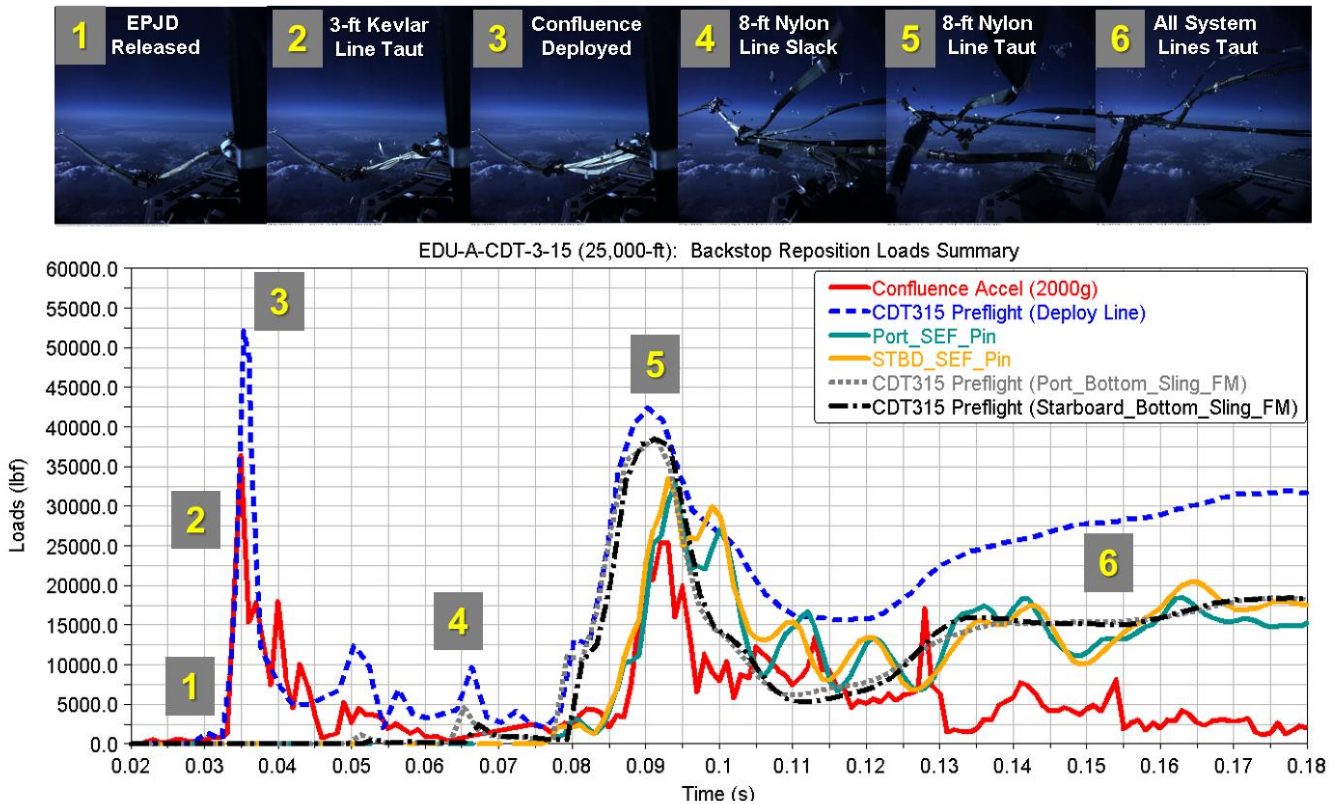 1 EPJD
Released
2 3-ft Kevlar
Line Taut
3 Confluence
Deployed
4 8-ft Nylon
Line Slack
5 8-ft Nylon
Line Taut
6 All System
Lines Taut
EDU-A-CDT-3-15 (25,000-ft): Backstop Reposition Loads Summary
Loads (lbf)
60000.0
55000.0
50000.0
45000.0
40000.0
35000.0
30000.0
25000.0
20000.0
15000.0
10000.0
5000.0
0.0
Confluence Accel (2000g)
CDT315 Preflight (Deploy Line)
Port_SEF_Pin
STBD_SEF_Pin
CDT315 Preflight (Port_Bottom_Sling_FM)
CDT315 Preflight (Starboard_Bottom_Sling_FM)
1
2
3
4
5
6
0.02 0.03 0.04 0.05 0.06 0.07 0.08 0.09 0.1 0.11 0.12 0.13 0.14 0.15 0.16 0.17 0.18
Time (s)